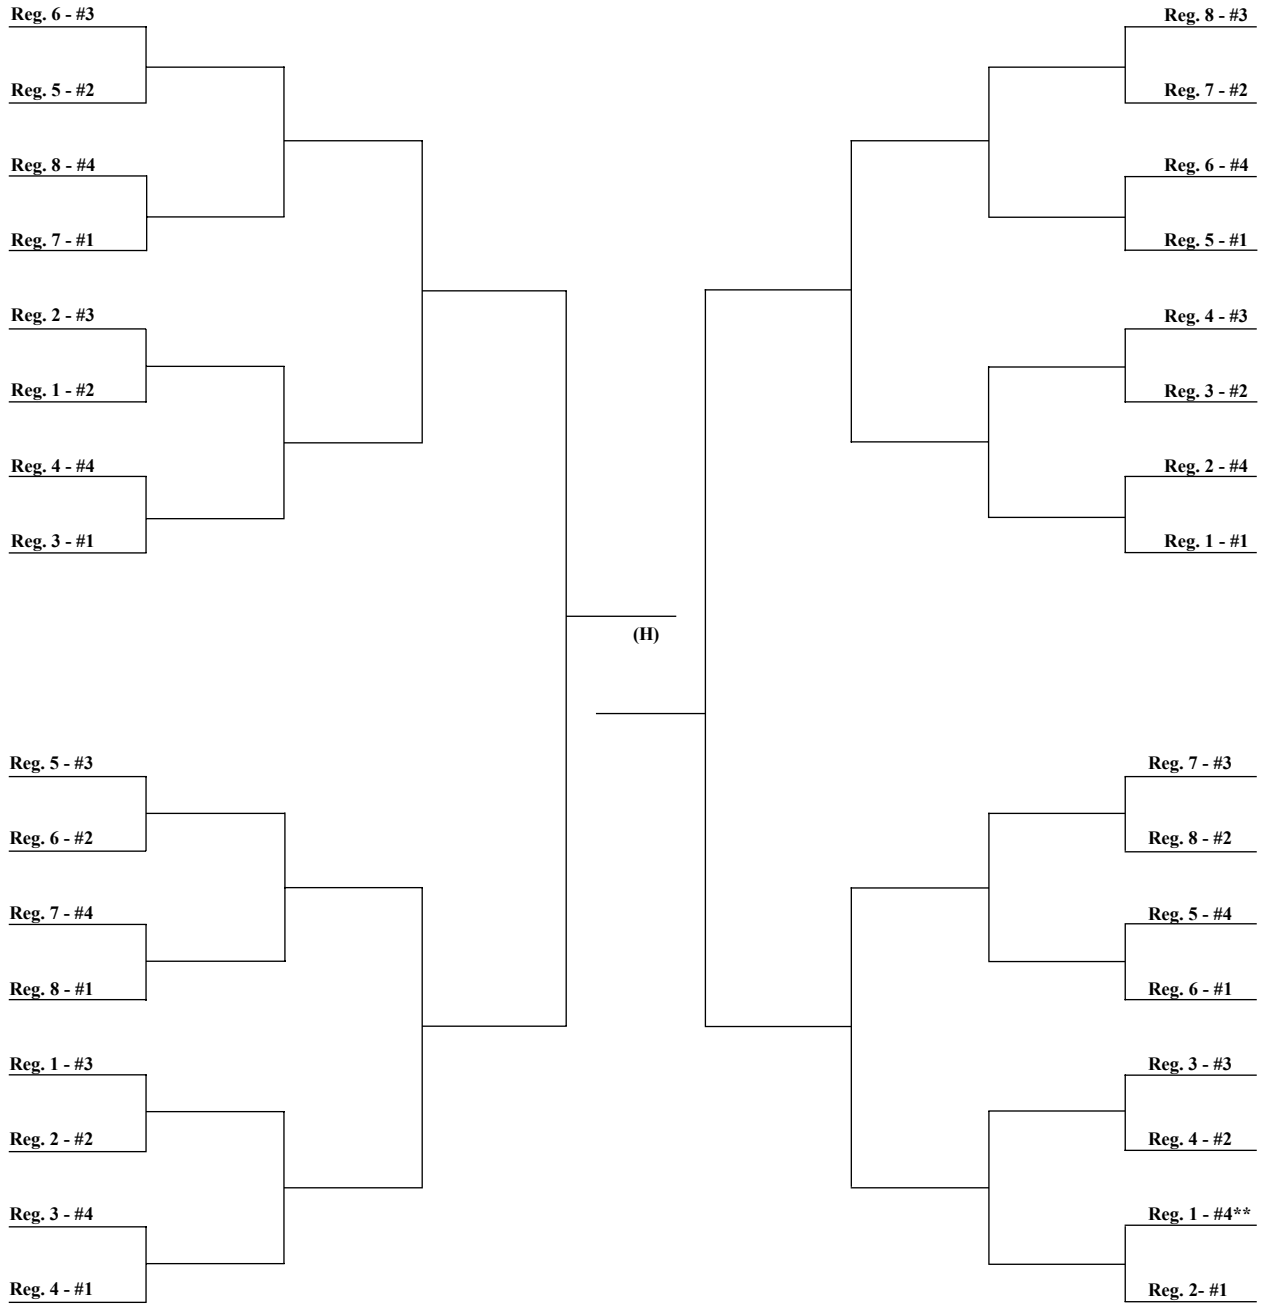 Reg. 6 - #3
Reg. 5 - #2
Reg. 8 - #4
Reg. 7 - #1
Reg. 2 - #3
Reg. 1 - #2
Reg. 4 - #4
Reg. 3 - #1
Reg. 5 - #3
Reg. 6 - #2
Reg. 7 - #4
Reg. 8 - #1
Reg. 1 - #3
Reg. 2 - #2
Reg. 3 - #4
Reg. 4 - #1
(H)
Reg. 8 - #3
Reg. 7 - #2
Reg. 6 - #4
Reg. 5 - #1
Reg. 4 - #3
Reg. 3 - #2
Reg. 2 - #4
Reg. 1 - #1
Reg. 7 - #3
Reg. 8 - #2
Reg. 5 - #4
Reg. 6 - #1
Reg. 3 - #3
Reg. 4 - #2
Reg. 1 - #4**
Reg. 2- #1